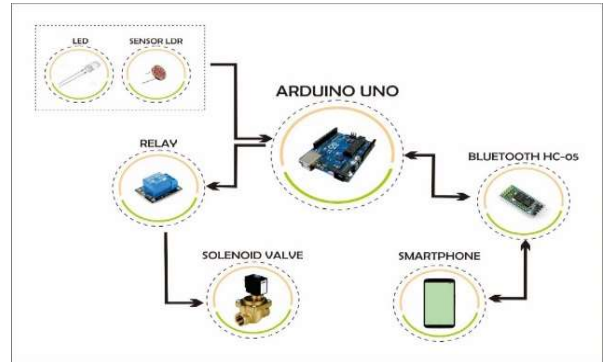 LED
SENSOR LDR
ARDUINO UNO
RELAY
BLUETOOTH HC-05
SOLENOID VALVE
SMARTPHONE